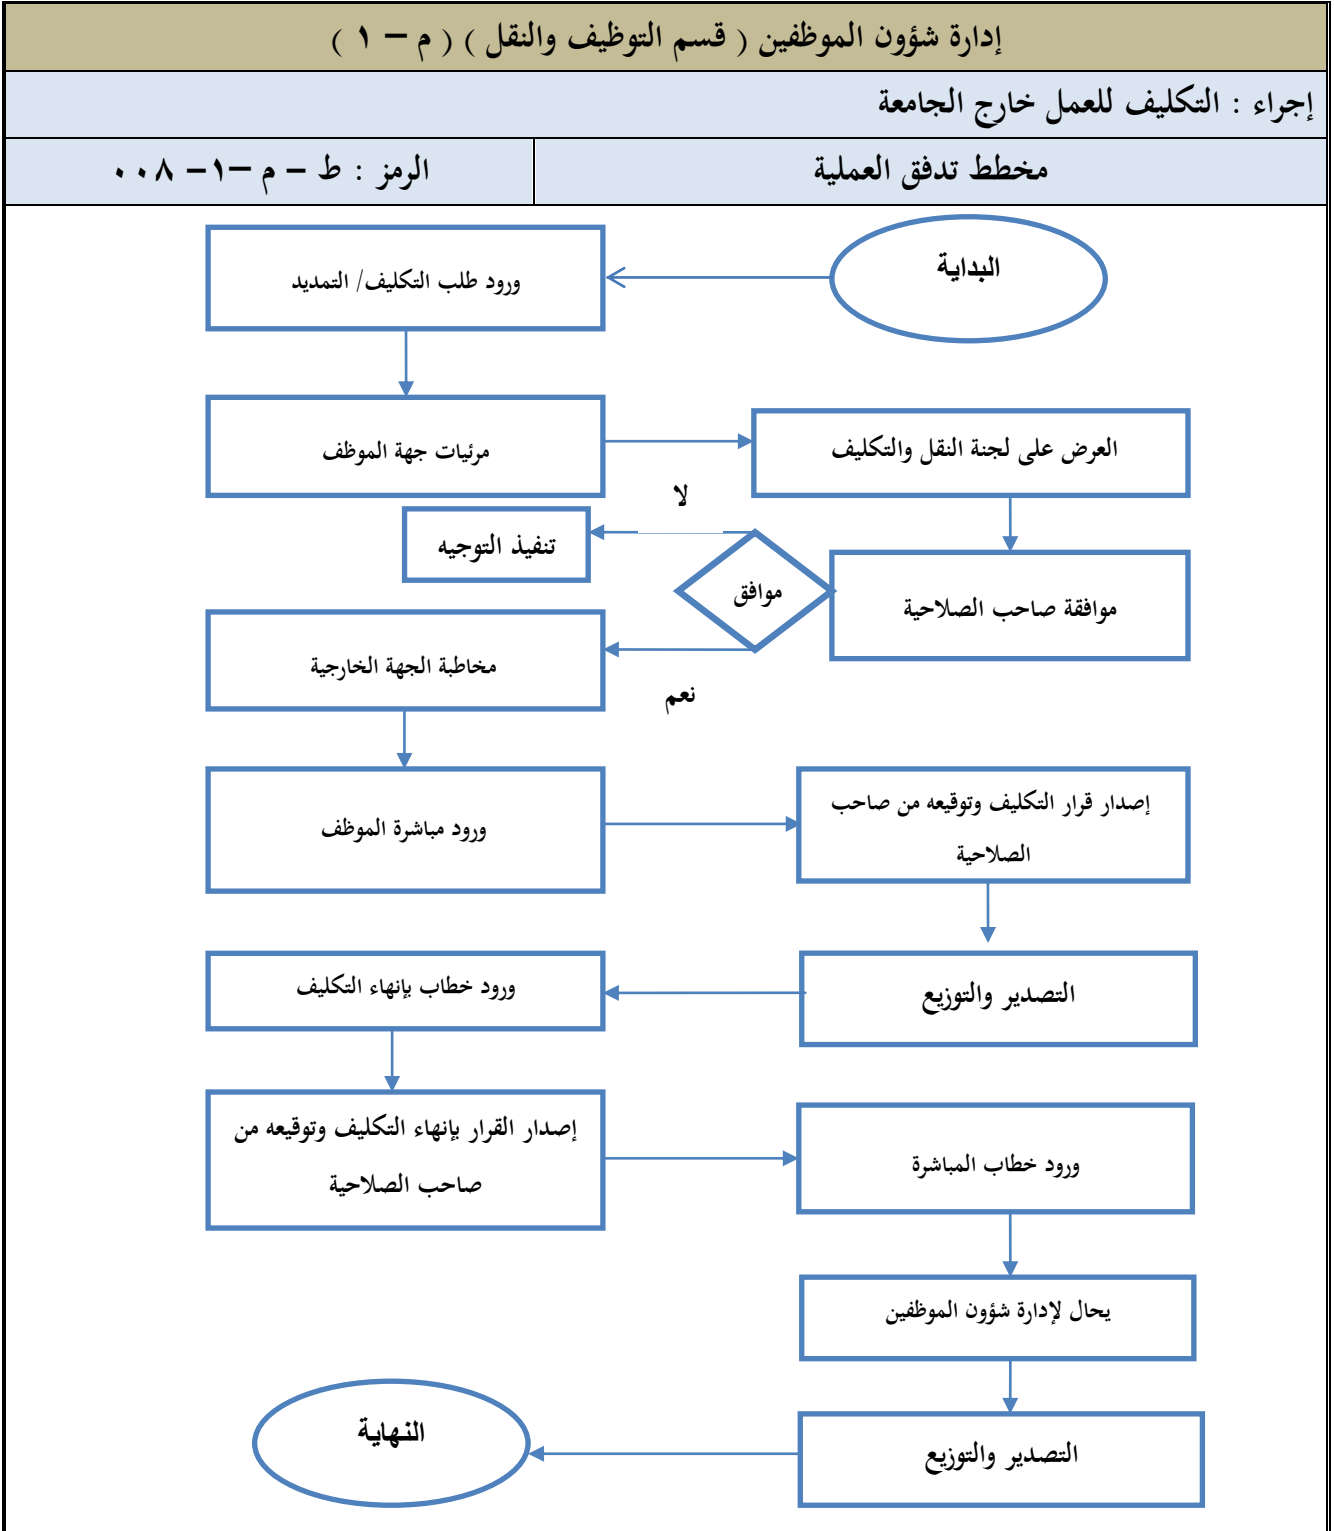 إدارة شؤون الموظفين ( قسم التوظيف والنقل ) ( م – ١ )
إجراء : التكليف للعمل خارج الجامعة
مخطط تدفق العملية
الرمز : ط – م –١– ٠٠٨
البداية
ورود طلب التكليف/ التمديد
مرئيات جهة الموظف
العرض على لجنة النقل والتكليف
لا
موافقة صاحب الصلاحية
موافق
تنفيذ التوجيه
مخاطبة الجهة الخارجية
نعم
ورود مباشرة الموظف
إصدار قرار التكليف وتوقيعه من صاحب
الصلاحية
التصدير والتوزيع
ورود خطاب بإنهاء التكليف
إصدار القرار بإنهاء التكليف وتوقيعه من
صاحب الصلاحية
ورود خطاب المباشرة
يحال لإدارة شؤون الموظفين
التصدير والتوزيع
النهاية